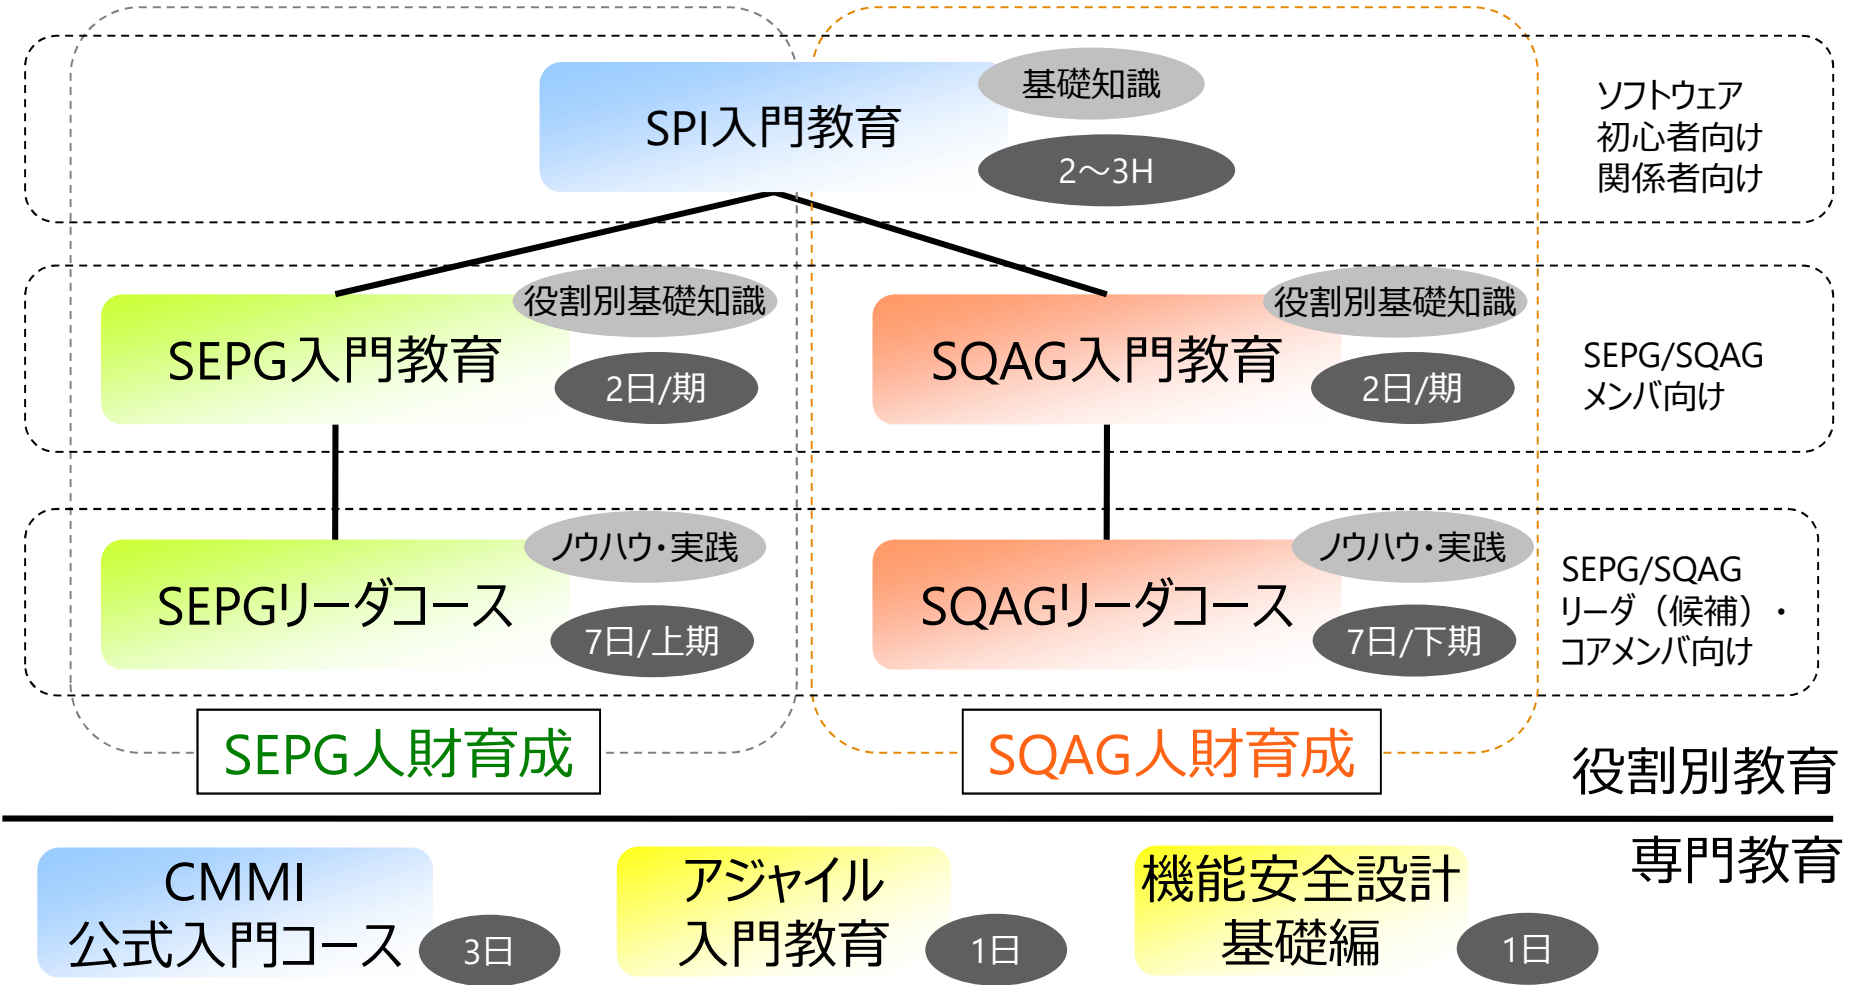 基礎知識
SPI入門教育
2～3H
ソフトウェア
初心者向け
関係者向け
役割別基礎知識
SEPG入門教育
2日/期
役割別基礎知識
SQAG入門教育
2日/期
SEPG/SQAG
メンバ向け
ノウハウ・実践
SEPGリーダコース
7日/上期
ノウハウ・実践
SQAGリーダコース
7日/下期
SEPG/SQAG
リーダ（候補）・
コアメンバ向け
SEPG人財育成
SQAG人財育成
役割別教育
専門教育
CMMI
公式入門コース
3日
アジャイル
入門教育
1日
機能安全設計
基礎編
1日